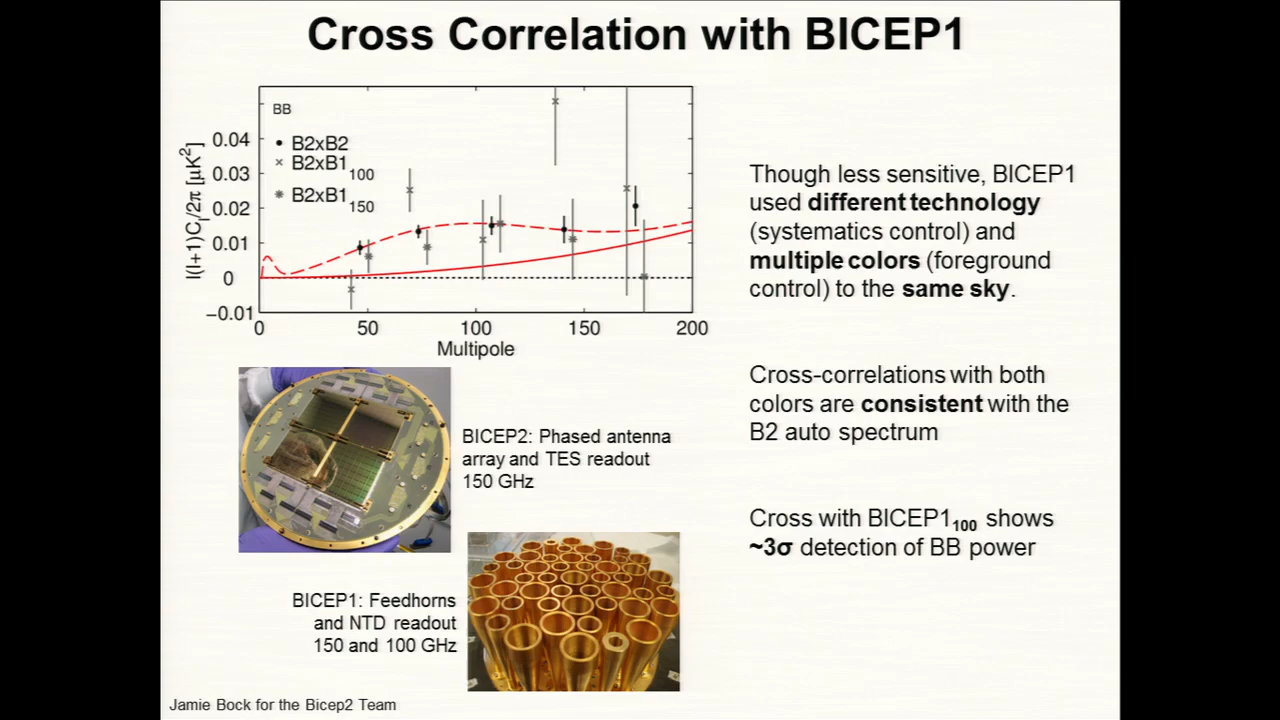 Cross Correlation with BICEP1
BB
B2xB2
B2xB1100
B2xB1150
l(l+1)Cl/2π [μK2]
0.04
0.03
0.02
0.01
0
−0.01
0
50
100
150
200
Multipole
Though less sensitive, BICEP1
used different technology
(systematics control) and
multiple colors (foreground
control) to the same sky.
Cross-correlations with both
colors are consistent with the
B2 auto spectrum
Cross with BICEP1100 shows
~3σ detection of BB power
BICEP2: Phased antenna
array and TES readout
150 GHz
BICEP1: Feedhorns
and NTD readout
150 and 100 GHz
Jamie Bock for the Bicep2 Team